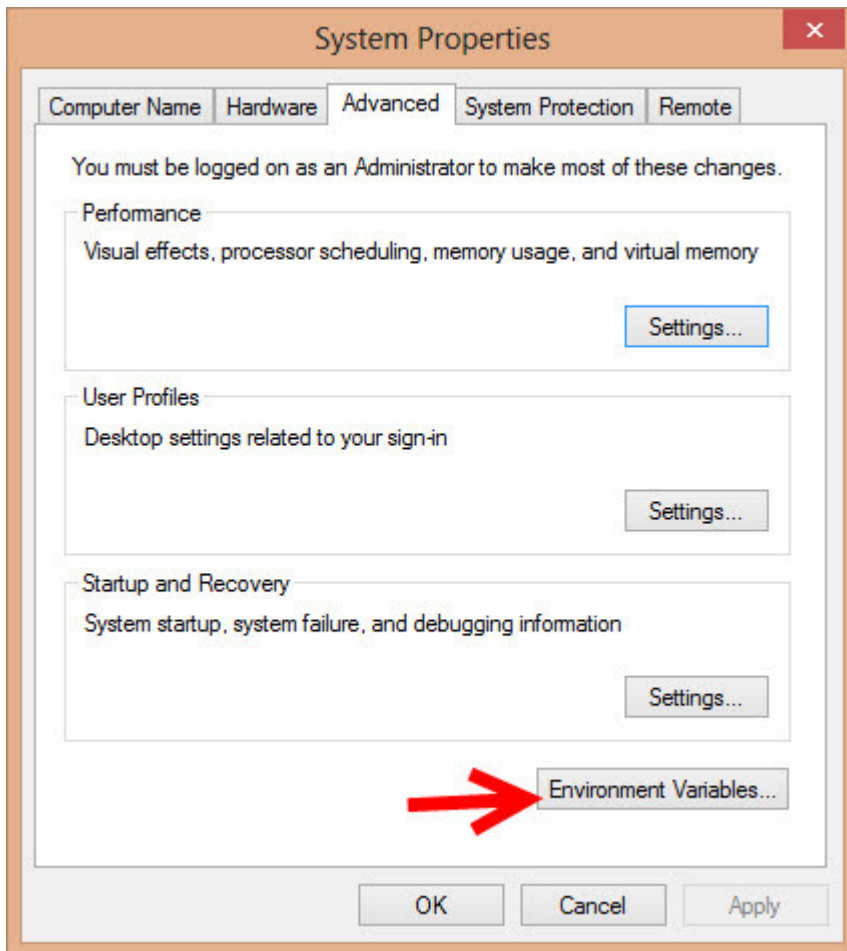 System Properties
Computer Name Hardware Advanced System Protection Remote
You must be logged on as an Administrator to make most of these changes.
Performance
Visual effects, processor scheduling, memory usage, and virtual memory
Settings...
User Profiles
Desktop settings related to your sign-in
Settings...
Startup and Recovery
System startup, system failure, and debugging information
Settings...
Environment Variables...
OK Cancel Apply